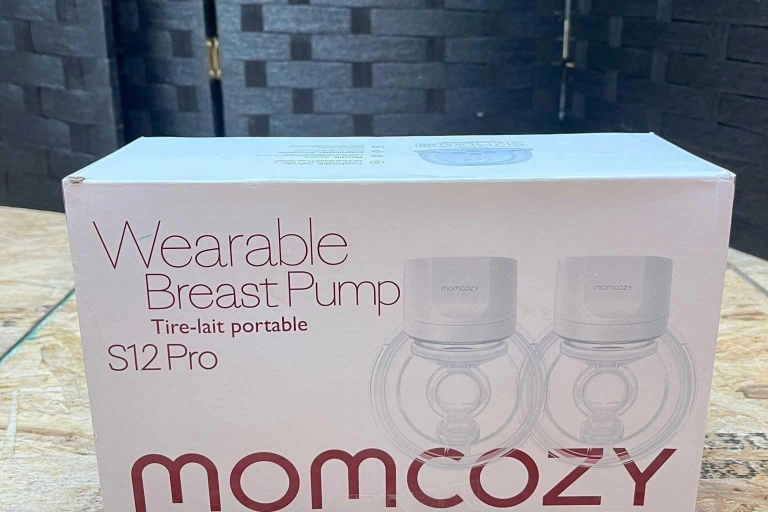 Wearable
Breast Pump
Tire-lait portable
S12 Pro
momcozy
momcozy
momcozy